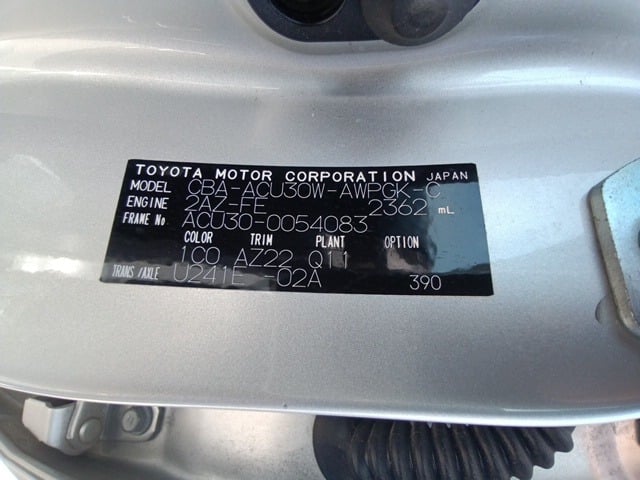 TOYOTA MOTOR CORPORATION JAPAN
MODEL CBA-ACU30W-AWPGK-C
ENGINE 2AZ-FE 2362 mL
FRAME No ACU30-0054083
COLOR TRIM PLANT OPTION
1C0 AZ22 Q11
TRANS/AXLE U241E -02A 390